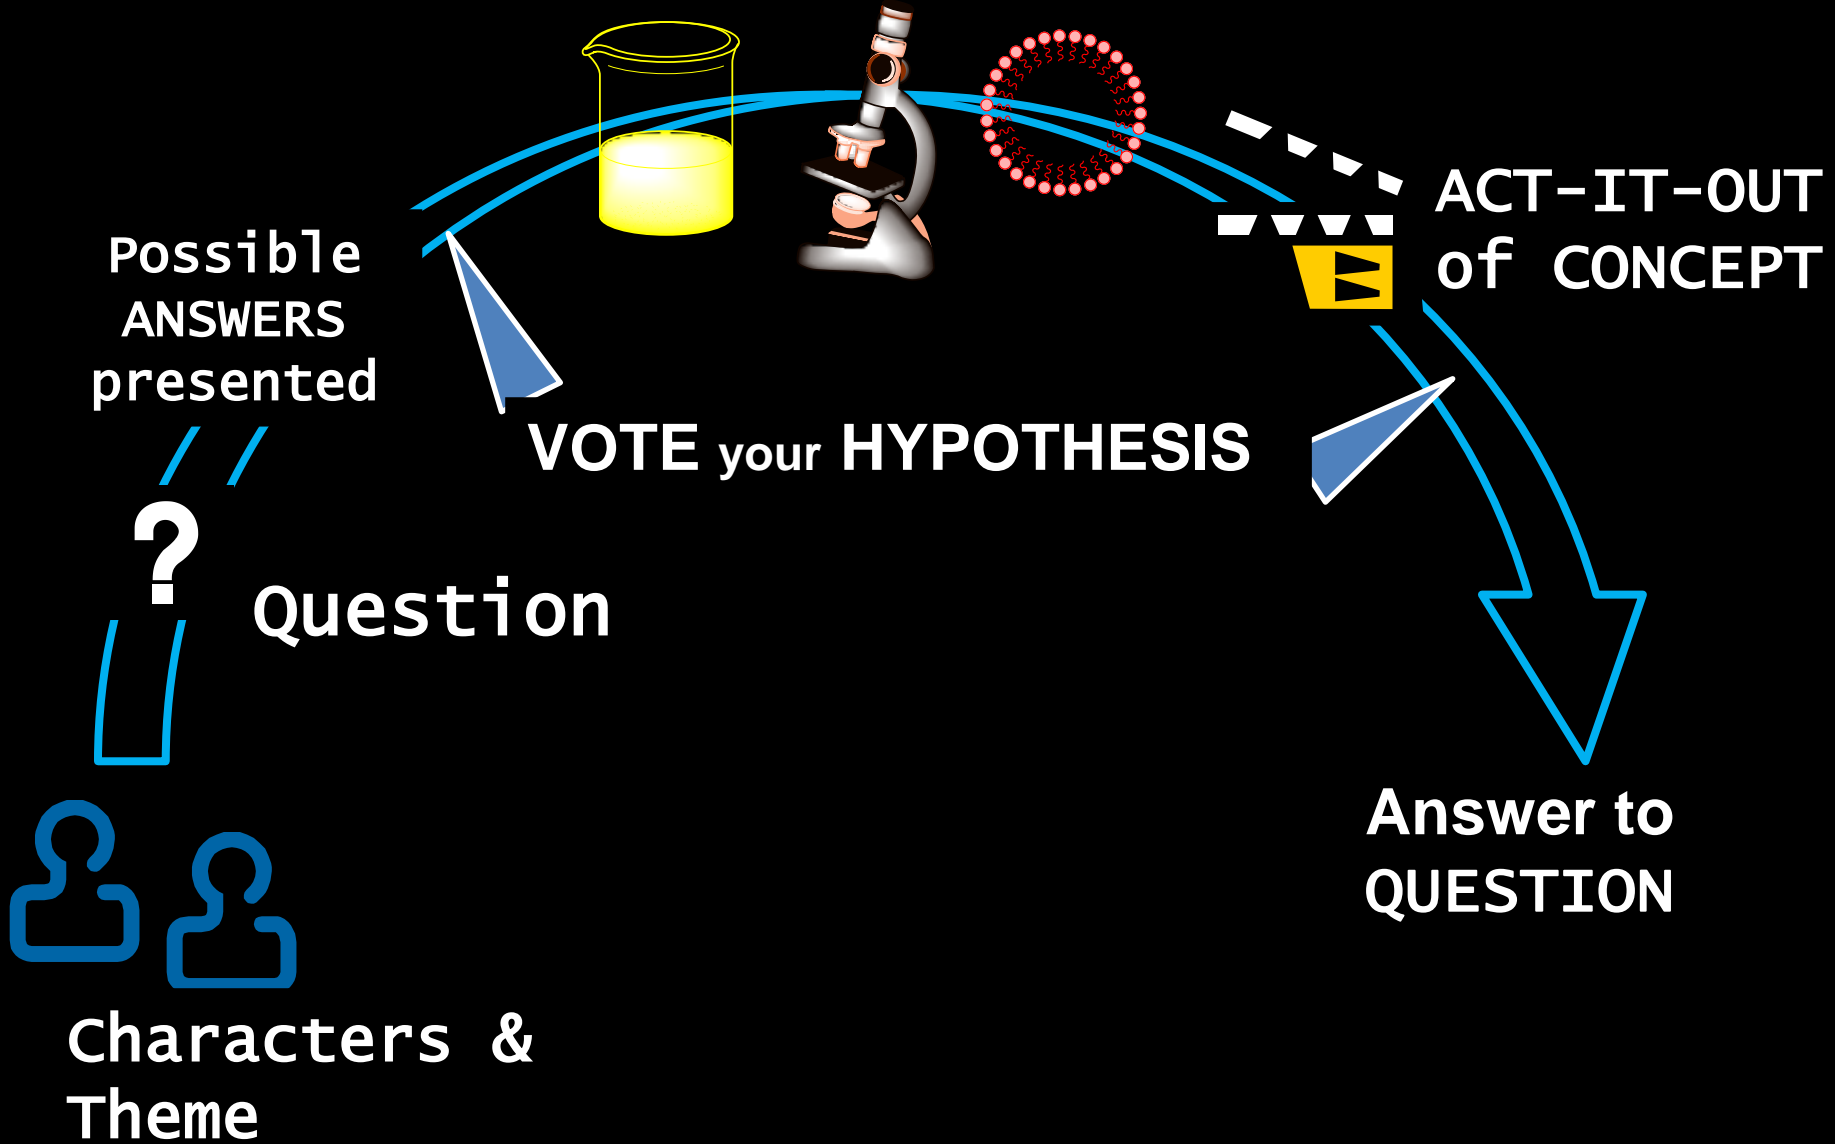 Possible
ANSWERS
presented
ACT-IT-OUT
of CONCEPT
VOTE your HYPOTHESIS
?
Question
Answer to
QUESTION
Characters &
Theme